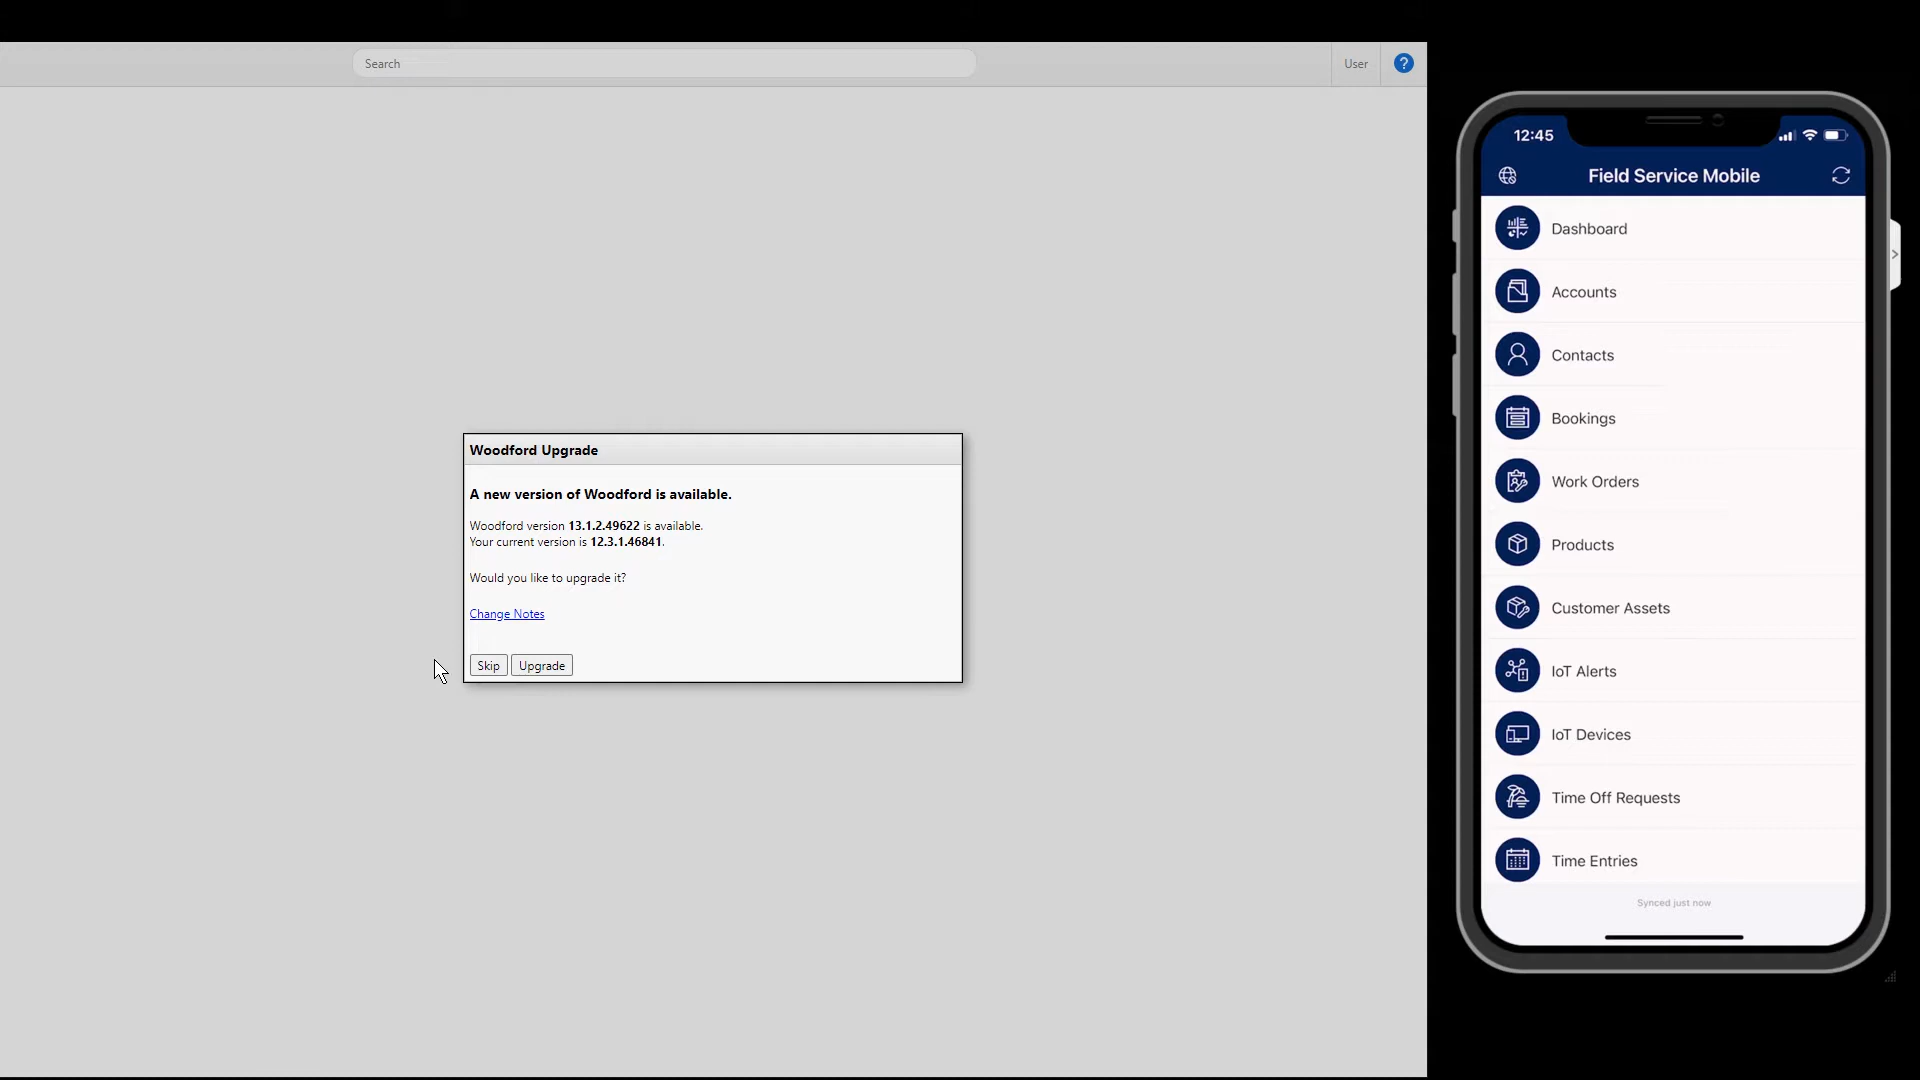 Search
User
?
Woodford Upgrade
A new version of Woodford is available.
Woodford version 13.1.2.49622 is available.
Your current version is 12.3.1.46841.
Would you like to upgrade it?
Change Notes
Skip
Upgrade
12:45
Field Service Mobile
Dashboard
Accounts
Contacts
Bookings
Work Orders
Products
Customer Assets
IoT Alerts
IoT Devices
Time Off Requests
Time Entries
Synced just now